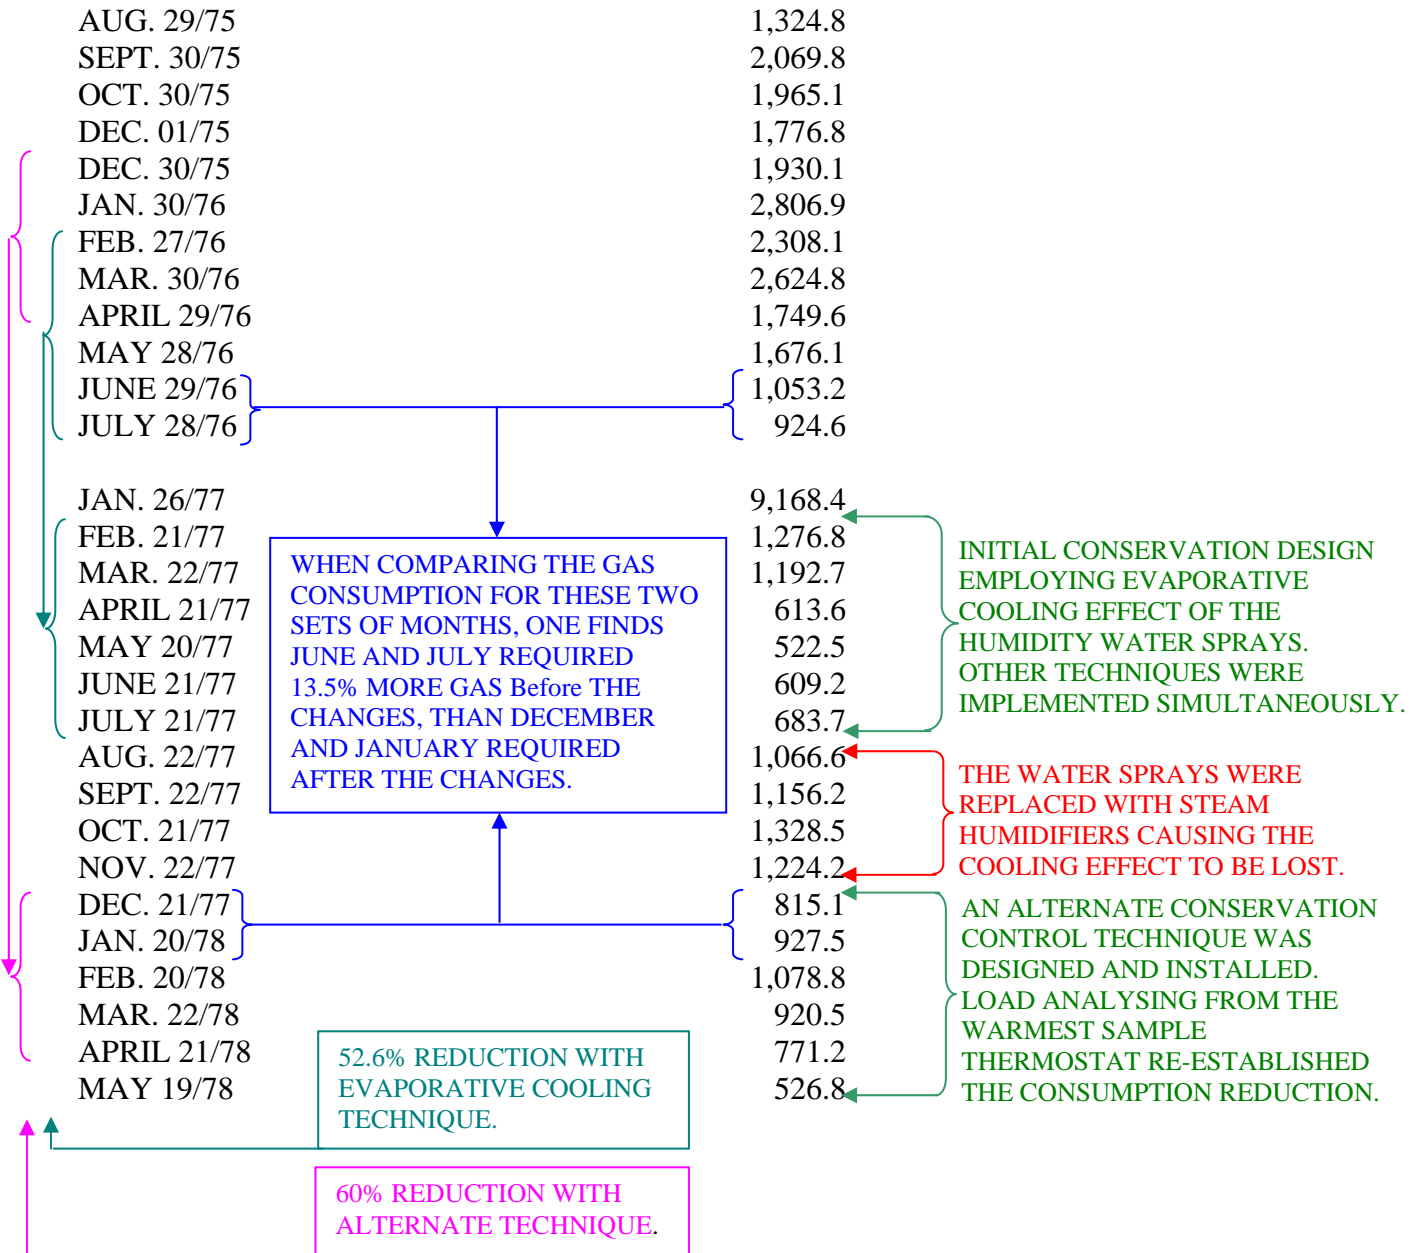 AUG. 29/75 1,324.8
SEPT. 30/75 2,069.8
OCT. 30/75 1,965.1
DEC. 01/75 1,776.8
DEC. 30/75 1,930.1
JAN. 30/76 2,806.9
FEB. 27/76 2,308.1
MAR. 30/76 2,624.8
APRIL 29/76 1,749.6
MAY 28/76 1,676.1
JUNE 29/76 1,053.2
JULY 28/76 924.6
JAN. 26/77 9,168.4
FEB. 21/77 1,276.8
MAR. 22/77 1,192.7
APRIL 21/77 613.6
MAY 20/77 522.5
JUNE 21/77 609.2
JULY 21/77 683.7
AUG. 22/77 1,066.6
SEPT. 22/77 1,156.2
OCT. 21/77 1,328.5
NOV. 22/77 1,224.2
DEC. 21/77 815.1
JAN. 20/78 927.5
FEB. 20/78 1,078.8
MAR. 22/78 920.5
APRIL 21/78 771.2
MAY 19/78 526.8
WHEN COMPARING THE GAS
CONSUMPTION FOR THESE TWO
SETS OF MONTHS, ONE FINDS
JUNE AND JULY REQUIRED
13.5% MORE GAS Before THE
CHANGES, THAN DECEMBER
AND JANUARY REQUIRED
AFTER THE CHANGES.
INITIAL CONSERVATION DESIGN
EMPLOYING EVAPORATIVE
COOLING EFFECT OF THE
HUMIDITY WATER SPRAYS.
OTHER TECHNIQUES WERE
IMPLEMENTED SIMULTANEOUSLY.
THE WATER SPRAYS WERE
REPLACED WITH STEAM
HUMIDIFIERS CAUSING THE
COOLING EFFECT TO BE LOST.
AN ALTERNATE CONSERVATION
CONTROL TECHNIQUE WAS
DESIGNED AND INSTALLED.
LOAD ANALYSING FROM THE
WARMEST SAMPLE
THERMOSTAT RE-ESTABLISHED
THE CONSUMPTION REDUCTION.
52.6% REDUCTION WITH
EVAPORATIVE COOLING
TECHNIQUE.
60% REDUCTION WITH
ALTERNATE TECHNIQUE.